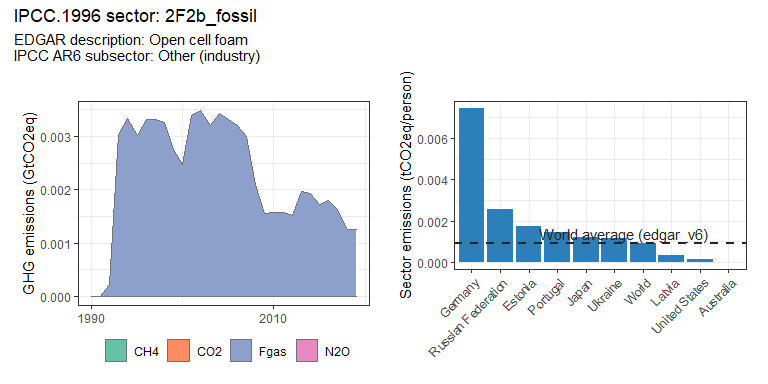 IPCC.1996 sector: 2F2b_fossil
EDGAR description: Open cell foam
IPCC AR6 subsector: Other (industry)
GHG emissions (GtCO2eq)
0.003
0.002
0.001
0.000
1990
2010
CH4
CO2
Fgas
N2O
Sector emissions (tCO2eq/person)
0.006
0.004
0.002
0.000
World average (edgar_v6)
Germany
Russian Federation
Estonia
Portugal
Japan
Ukraine
World
Latvia
United States
Australia